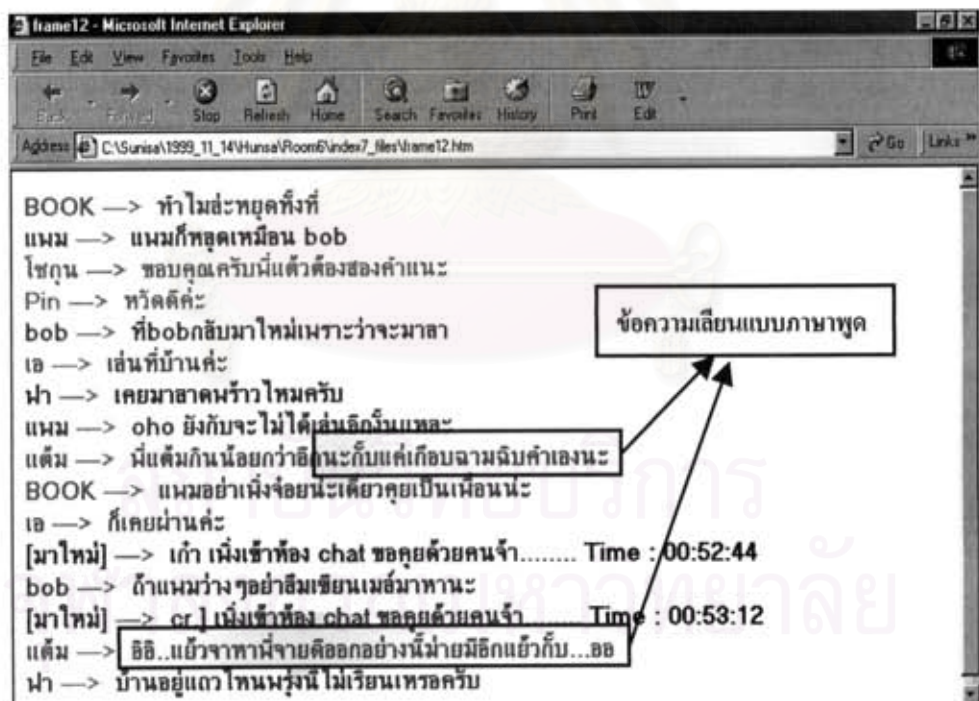 frame12 - Microsoft Internet Explorer
File Edit View Favorites Tools Help
Back Forward Stop Refresh Home Search Favorites History Print Edit
Address C:\Sunisa\1999_11_14\Hunsa\Room6\index7_files\frame12.htm Go Links »
BOOK —> ทำไมล่ะหยุดทั้งที่
แพม —> แพมก็หลุดเหมือน bob
โชกุน —> ขอบคุณครับพี่แต้วต้องสองคำแนะ
Pin —> หวัดดีค่ะ
bob —> ที่bobกลับมาใหม่เพราะว่าจะมาลา
ข้อความเลียนแบบภาษาพูด
เอ —> เล่นที่บ้านค่ะ
ฟา —> เคยมาลาดพร้าวไหมครับ
แพม —> oho ยังกับจะไม่ได้เล่นอีกงั้นแหละ
แต้ม —> พี่แต้มกินน้อยกว่าอีกนะกั๊บแค่เกือบฉามฉิบคำเองนะ
BOOK —> แพมอย่าเพิ่งจ๋อยน่ะเดียวคุยเป็นเพื่อนน่ะ
เอ —> ก็เคยผ่านค่ะ
[มาใหม่] —> เก๋า เพิ่งเข้าห้อง chat ขอคุยด้วยคนจ้า........ Time : 00:52:44
bob —> ถ้าแพมว่างๆอย่าลืมเขียนเมล์มาหานะ
[มาใหม่] —> cr ] เพิ่งเข้าห้อง chat ขอคุยด้วยคนจ้า........ Time : 00:53:12
แต้ม —> อิอิ..แย้วจาหาพี่จายดีออกอย่างนี้ม่ายมีอีกแย้วกั๊บ...ออ
ฟา —> บ้านอยู่แถวไหนพรุ่งนี้ไม่เรียนเหรอครับ